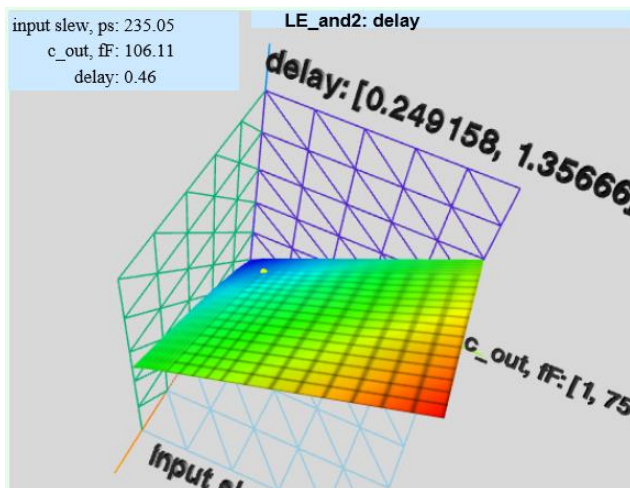 input slew, ps: 235.05
c_out, fF: 106.11
delay: 0.46
LE_and2: delay
delay: [0.249158, 1.35666]
c_out, fF: [1, 75
input